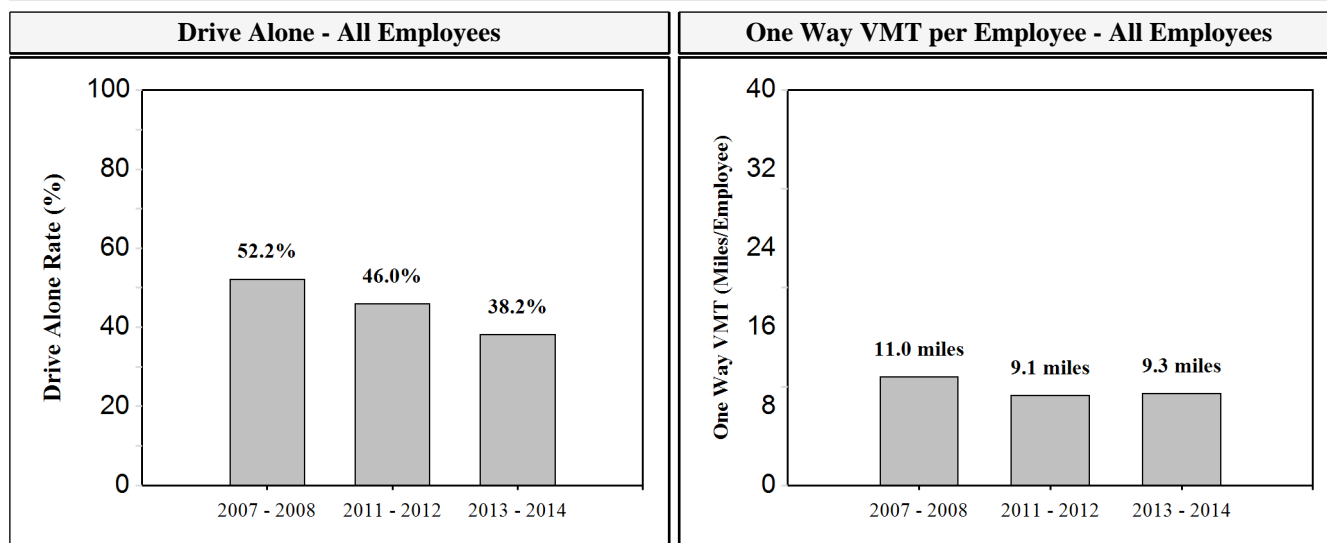 Drive Alone - All Employees
100
80
60
40
20
0
Drive Alone Rate (%)
52.2%
46.0%
38.2%
2007 - 2008
2011 - 2012
2013 - 2014
One Way VMT per Employee - All Employees
40
32
24
16
8
0
One Way VMT (Miles/Employee)
11.0 miles
9.1 miles
9.3 miles
2007 - 2008
2011 - 2012
2013 - 2014